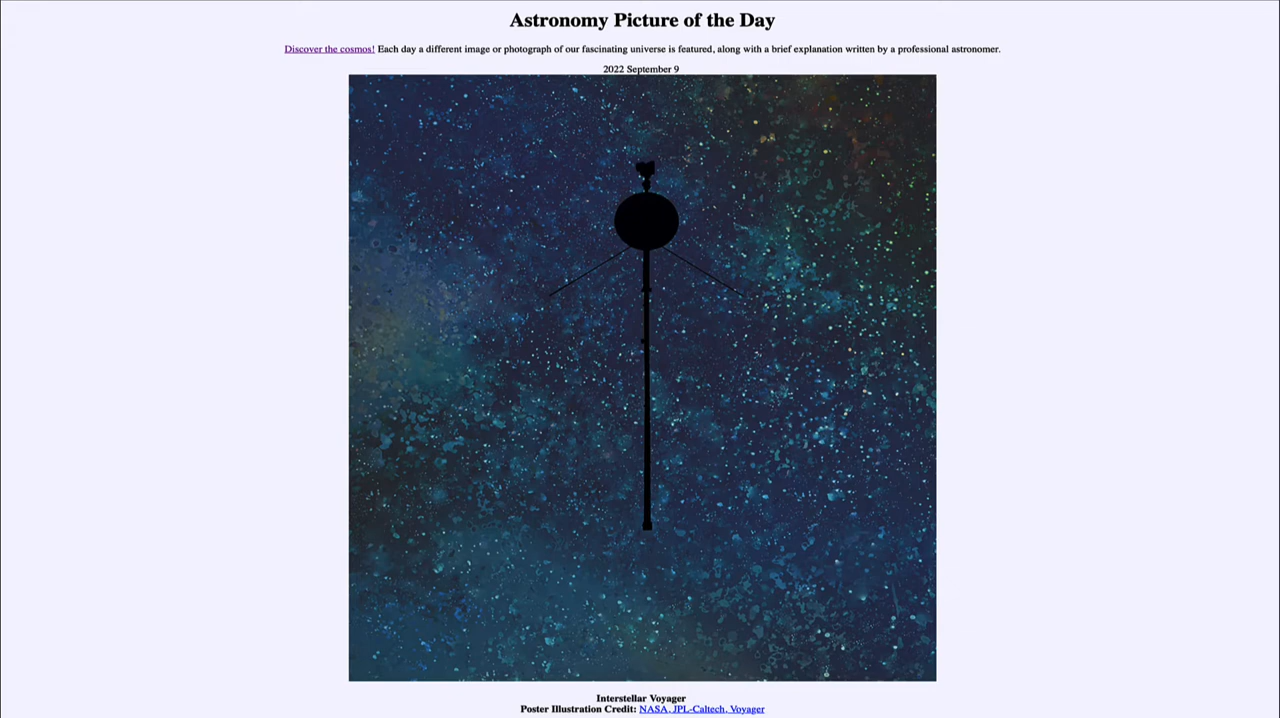 Astronomy Picture of the Day
Discover the cosmos! Each day a different image or photograph of our fascinating universe is featured, along with a brief explanation written by a professional astronomer.
2022 September 9
Interstellar Voyager
Poster Illustration Credit: NASA, JPL-Caltech, Voyager